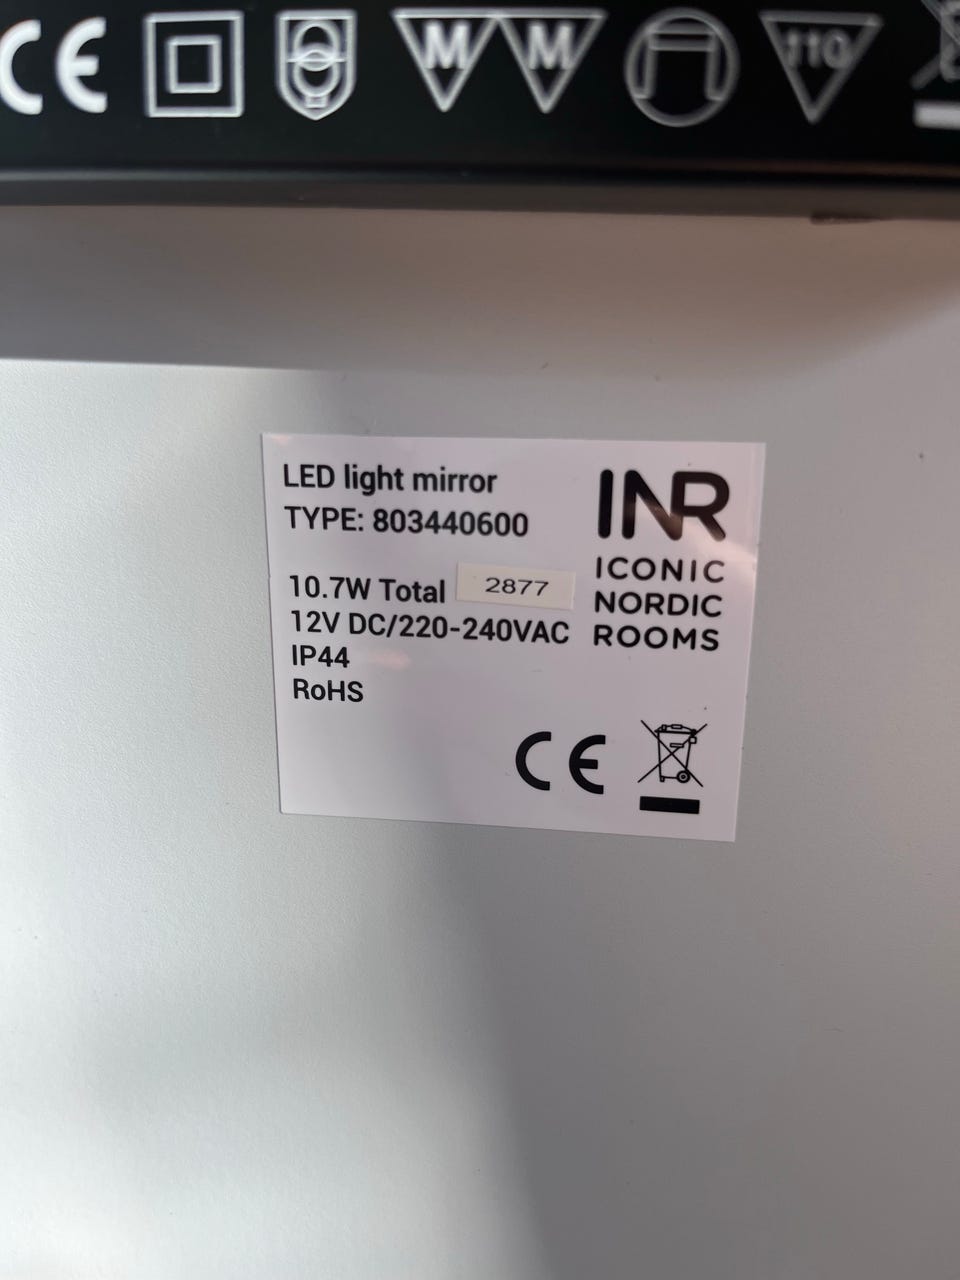 CE
M M
110
LED light mirror
TYPE: 803440600
10.7W Total 2877
12V DC/220-240VAC
IP44
RoHS
INR
ICONIC
NORDIC
ROOMS
CE